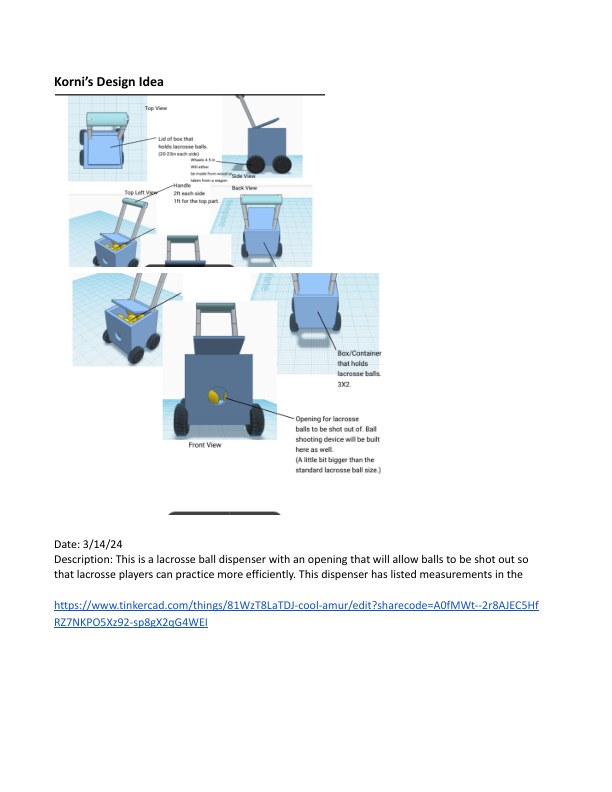 Korni's Design Idea
Top View
Lid of box that
holds lacrosse balls.
(20-23in each side)
Wheels 4.5 in
Will either
be made from wood or
taken from a wagon.
Side View
Handle
2ft each side
1ft for the top part.
Top Left View
Back View
Box/Container
that holds
lacrosse balls.
3X2.
Opening for lacrosse
balls to be shot out of. Ball
shooting device will be built
here as well.
(A little bit bigger than the
standard lacrosse ball size.)
Front View
Date: 3/14/24
Description: This is a lacrosse ball dispenser with an opening that will allow balls to be shot out so
that lacrosse players can practice more efficiently. This dispenser has listed measurements in the
https://www.tinkercad.com/things/81WzT8LaTDJ-cool-amur/edit?sharecode=A0fMWt--2r8AJEC5Hf
RZ7NKPO5Xz92-sp8gX2qG4WEI